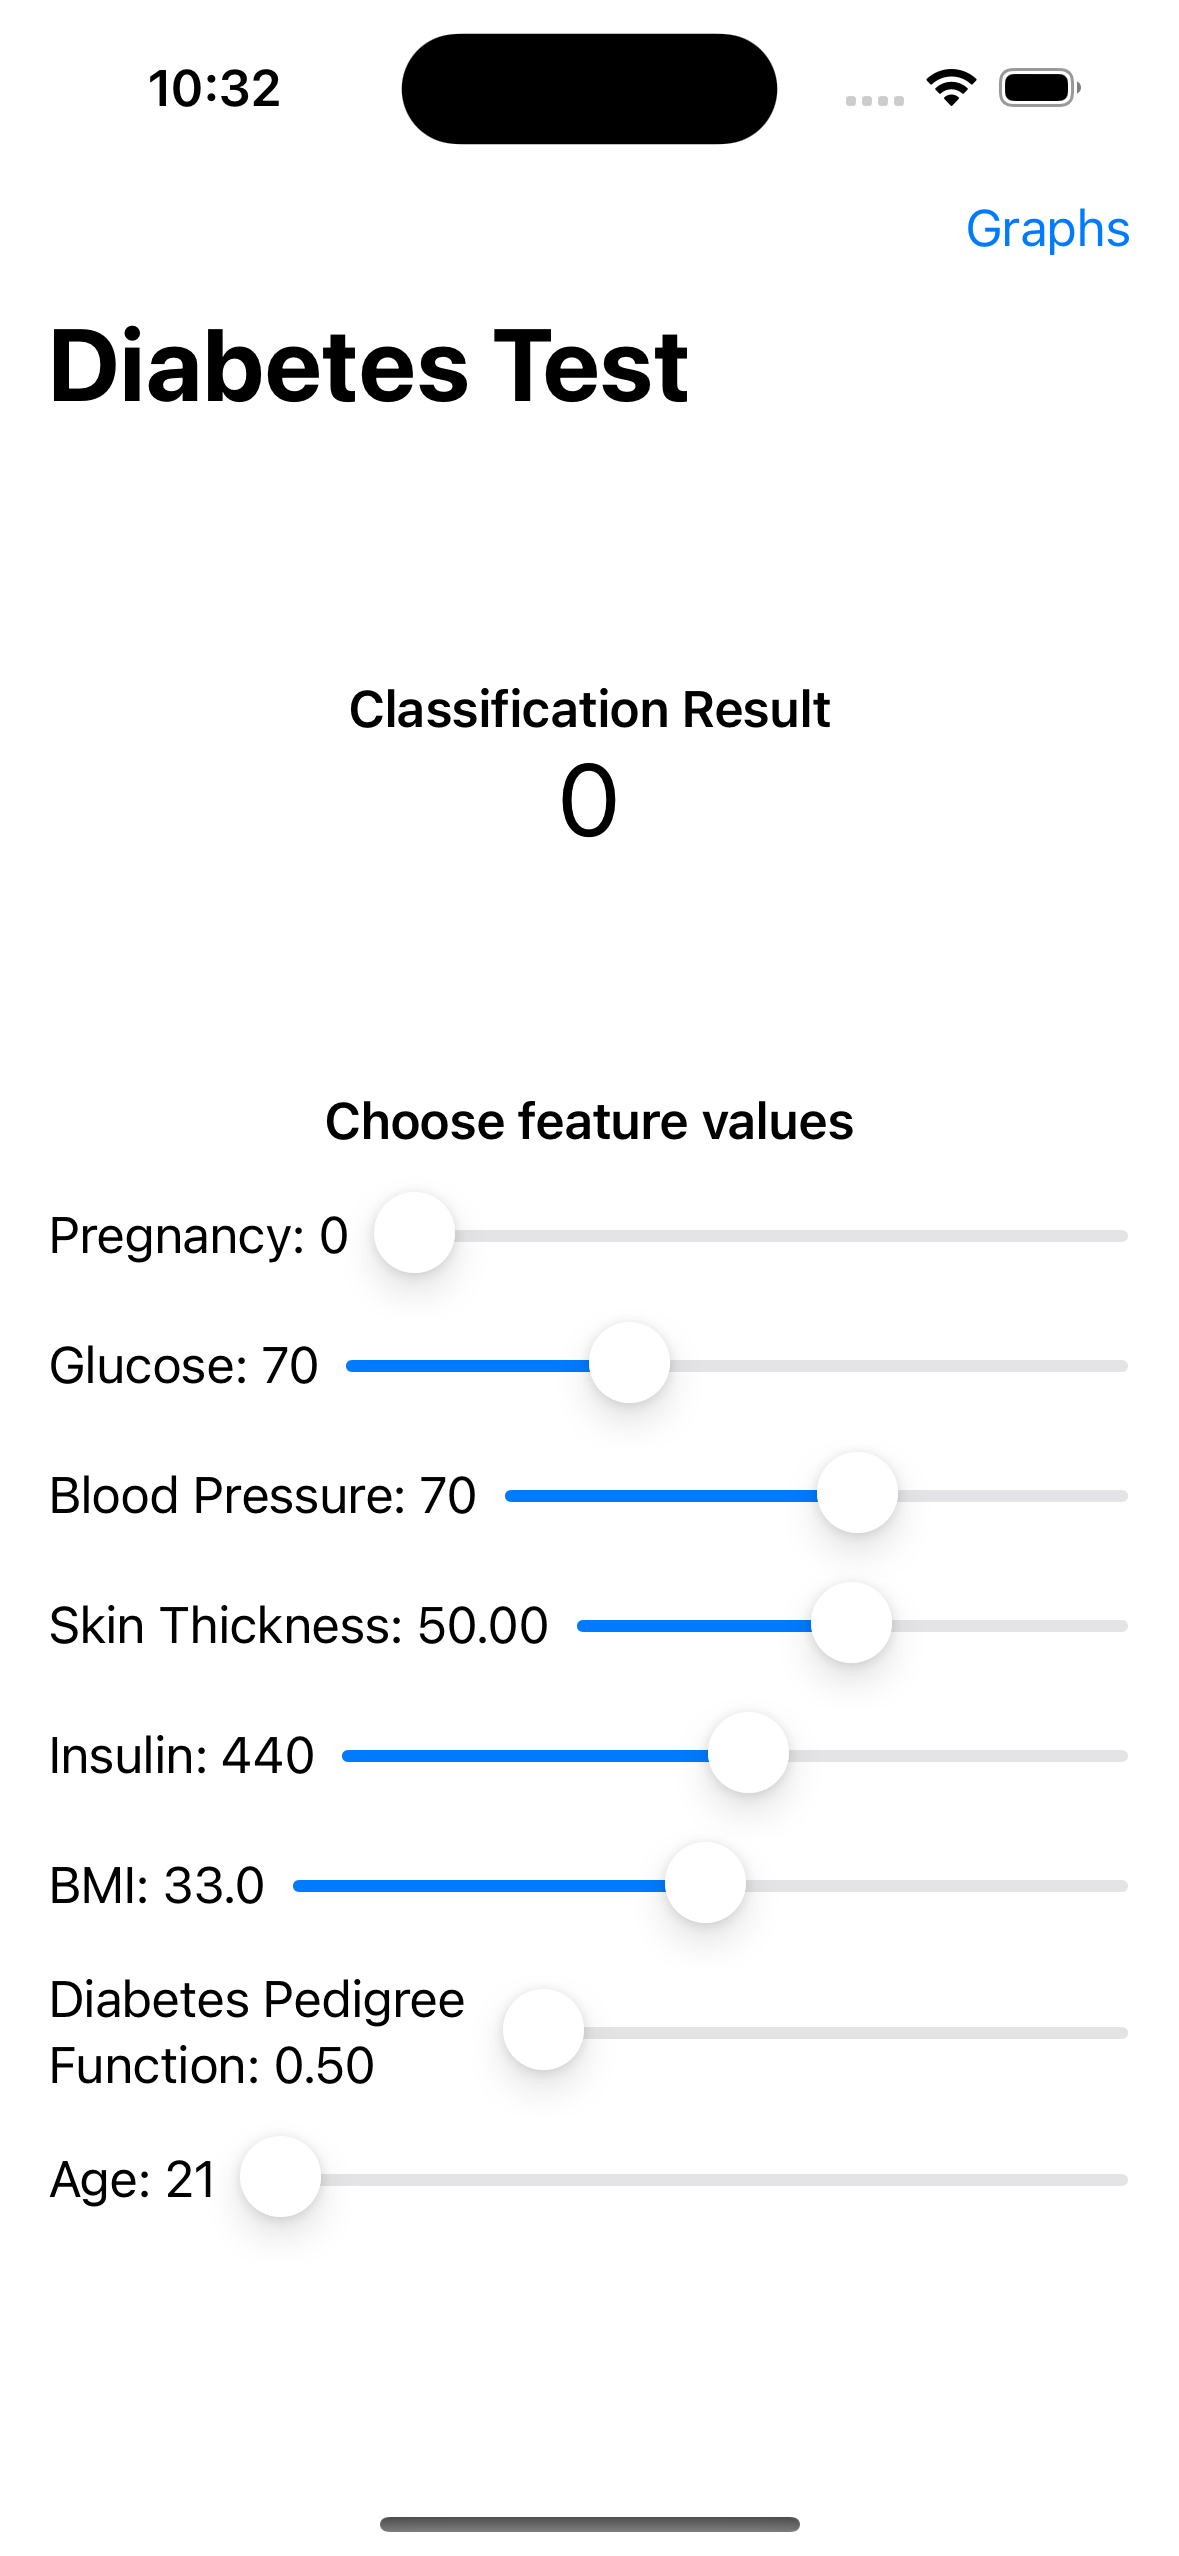 10:32
Graphs
Diabetes Test
Classification Result
0
Choose feature values
Pregnancy: 0
Glucose: 70
Blood Pressure: 70
Skin Thickness: 50.00
Insulin: 440
BMI: 33.0
Diabetes Pedigree
Function: 0.50
Age: 21